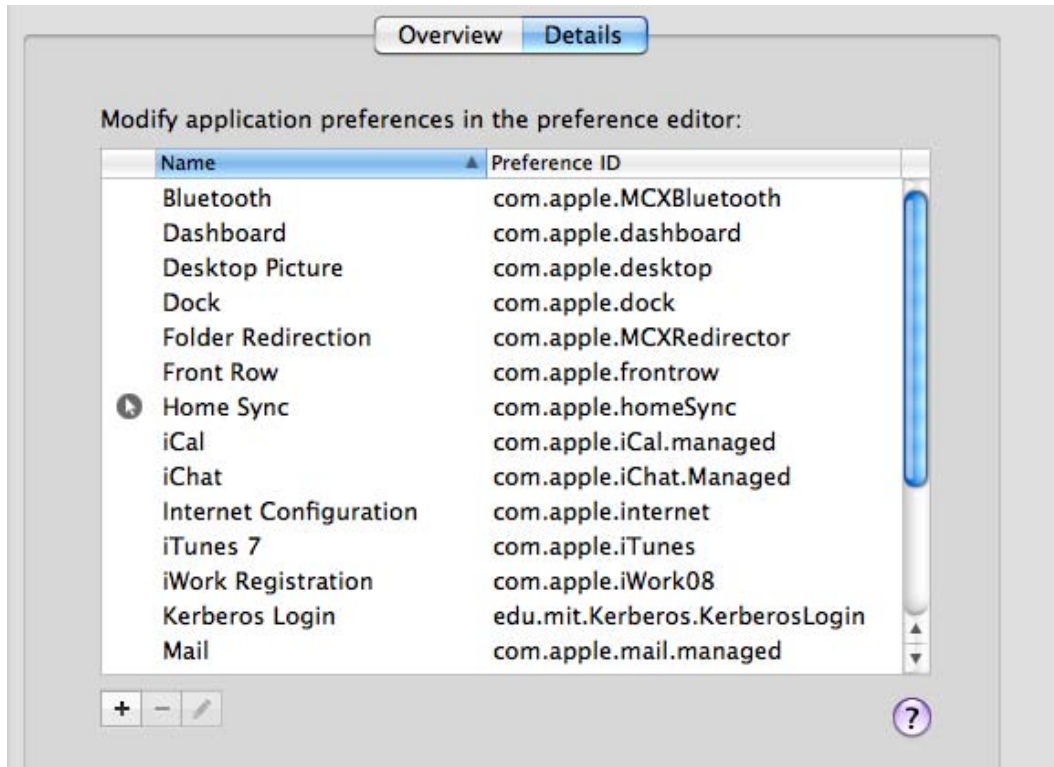 Overview Details
Modify application preferences in the preference editor:
Name Preference ID
Bluetooth com.apple.MCXBluetooth
Dashboard com.apple.dashboard
Desktop Picture com.apple.desktop
Dock com.apple.dock
Folder Redirection com.apple.MCXRedirector
Front Row com.apple.frontrow
Home Sync com.apple.homeSync
iCal com.apple.iCal.managed
iChat com.apple.iChat.Managed
Internet Configuration com.apple.internet
iTunes 7 com.apple.iTunes
iWork Registration com.apple.iWork08
Kerberos Login edu.mit.Kerberos.KerberosLogin
Mail com.apple.mail.managed
+ − ?